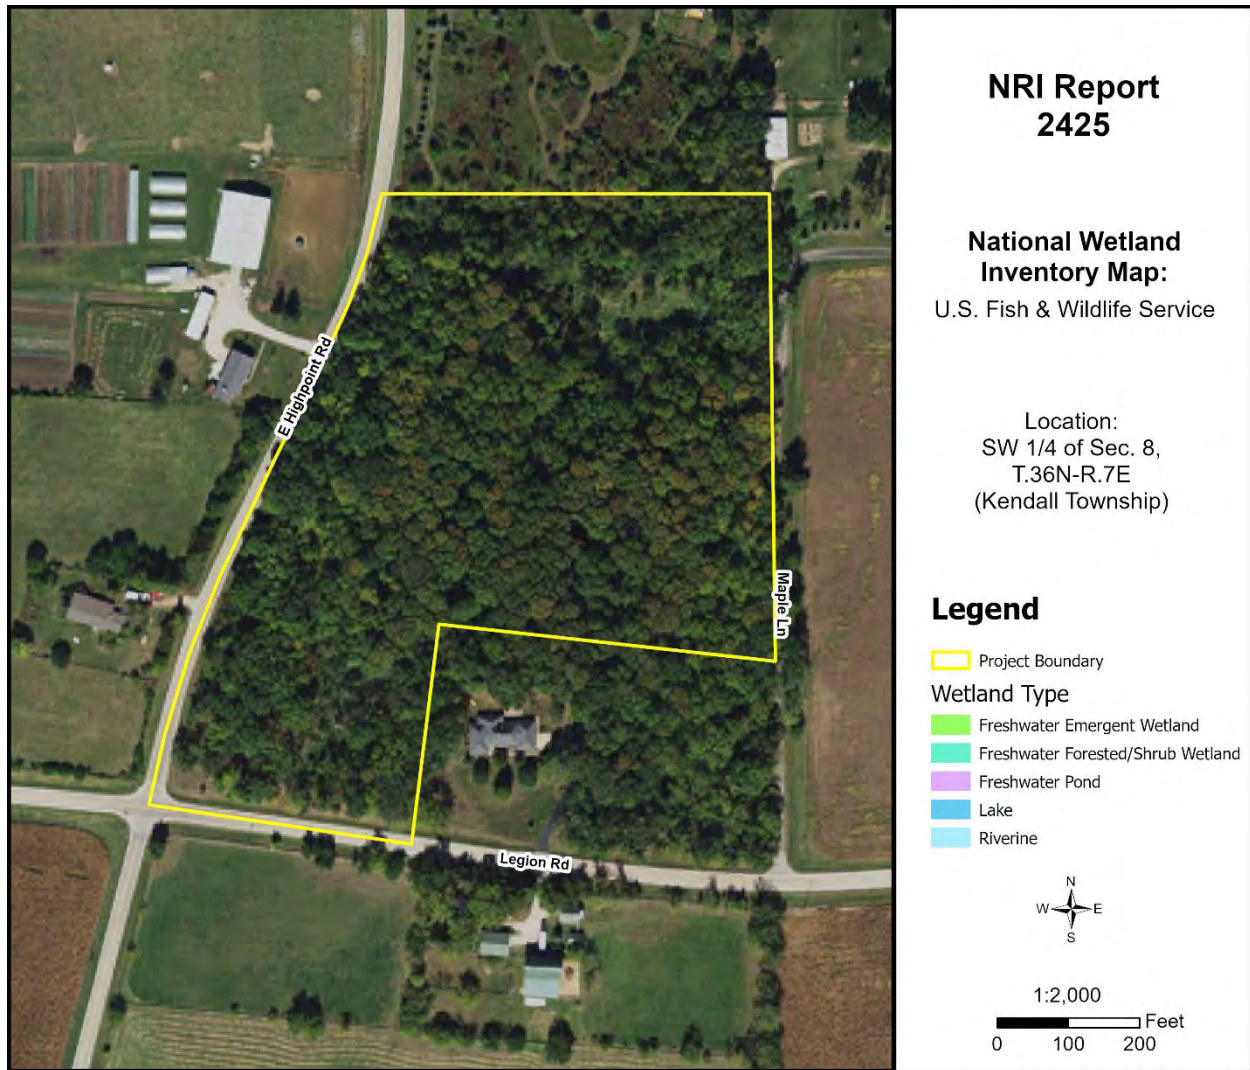 NRI Report
2425
National Wetland
Inventory Map:
U.S. Fish & Wildlife Service
Location:
SW 1/4 of Sec. 8,
T.36N-R.7E
(Kendall Township)
Legend
Project Boundary
Wetland Type
Freshwater Emergent Wetland
Freshwater Forested/Shrub Wetland
Freshwater Pond
Lake
Riverine
N
W E
S
1:2,000
Feet
0 100 200
E Highpoint Rd
Maple Ln
Legion Rd